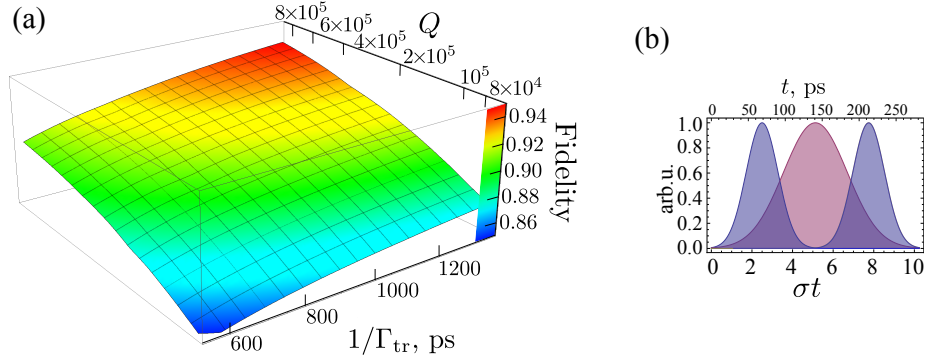 (a)
8×10⁵
6×10⁵
4×10⁵
Q
2×10⁵
10⁵
8×10⁴
0.94
0.92
0.90
0.88
0.86
Fidelity
600
800
1000
1200
1/Γtr, ps
(b)
t, ps
0 50 100 150 200 250
1.0
0.8
0.6
0.4
0.2
0.0
arb.u.
0 2 4 6 8 10
σt